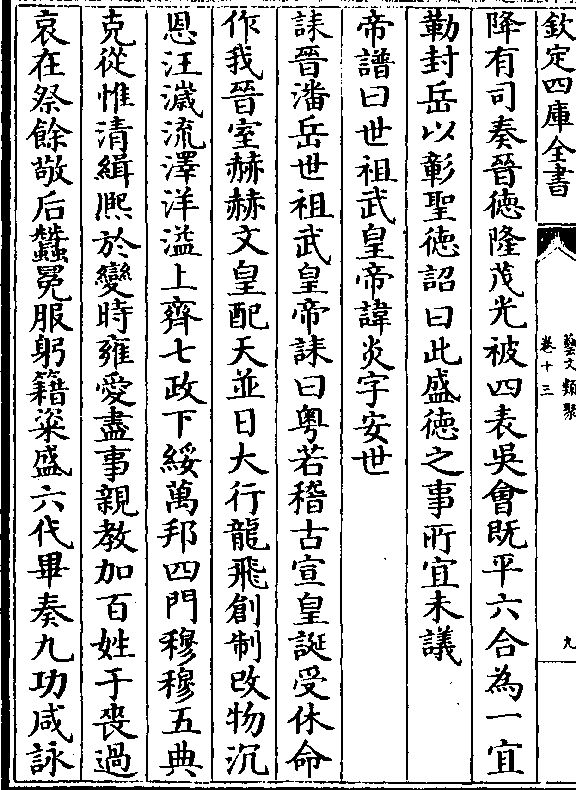 欽定四庫全書
藝文類聚
卷十三
九
降有司奏晉徳隆茂光被四表吳會既平六合為一宜
勒封岳以彰聖徳詔曰此盛徳之事所宜未議
帝譜曰世祖武皇帝諱炎字安世
誄晉潘岳世祖武皇帝誄曰粤若稽古宣皇誕受休命
作我晉室赫赫文皇配天並日大行龍飛創制改物沉
恩汪濊流澤洋溢上齊七政下綏萬邦四門穆穆五典
克從惟清緝熈於變時雍愛盡事親教加百姓于喪過
哀在祭餘敬后蠶冕服躬籍粢盛六代畢奏九功咸詠